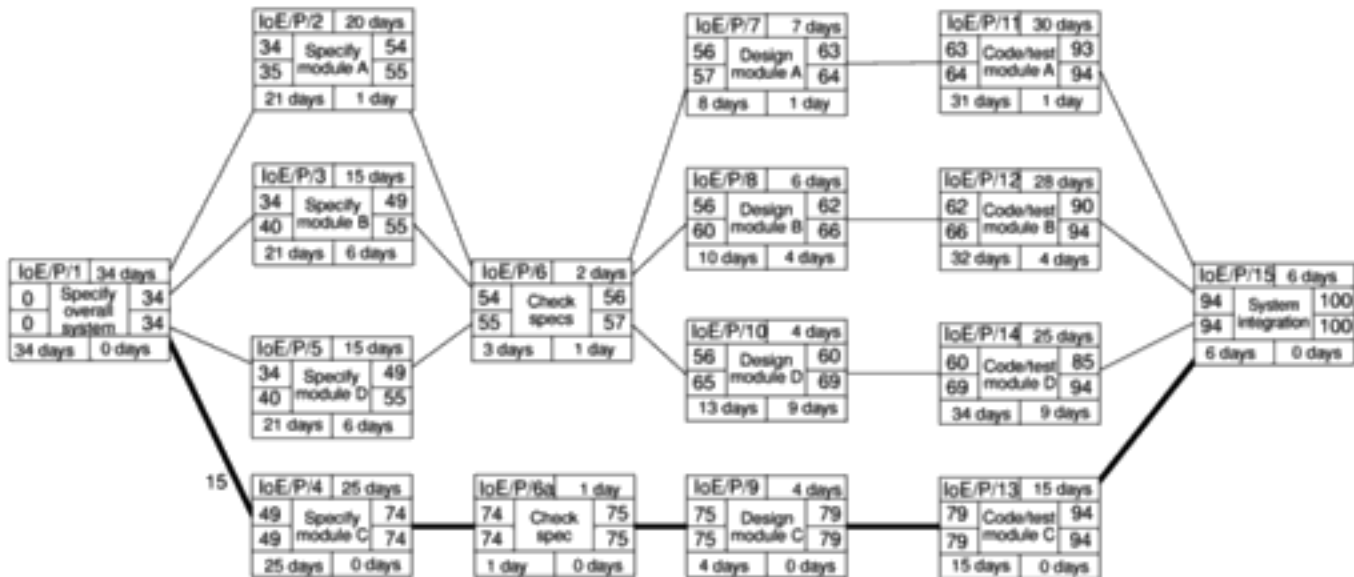 IoE/P/2 20 days
34 Specify module A 54
35 55
21 days 1 day
IoE/P/7 7 days
56 Design module A 63
57 64
8 days 1 day
IoE/P/11 30 days
63 Code/test module A 93
64 94
31 days 1 day
IoE/P/3 15 days
34 Specify module B 49
40 55
21 days 6 days
IoE/P/8 6 days
56 Design module B 62
60 66
10 days 4 days
IoE/P/12 28 days
62 Code/test module B 90
66 94
32 days 4 days
IoE/P/1 34 days
0 Specify overall system 34
0 34
34 days 0 days
IoE/P/6 2 days
54 Check specs 56
55 57
3 days 1 day
IoE/P/15 6 days
94 System integration 100
94 100
6 days 0 days
IoE/P/5 15 days
34 Specify module D 49
40 55
21 days 6 days
IoE/P/10 4 days
56 Design module D 60
65 69
13 days 9 days
IoE/P/14 25 days
60 Code/test module D 85
69 94
34 days 9 days
15
IoE/P/4 25 days
49 Specify module C 74
49 74
25 days 0 days
IoE/P/6a 1 day
74 Check spec 75
74 75
1 day 0 days
IoE/P/9 4 days
75 Design module C 79
75 79
4 days 0 days
IoE/P/13 15 days
79 Code/test module C 94
79 94
15 days 0 days